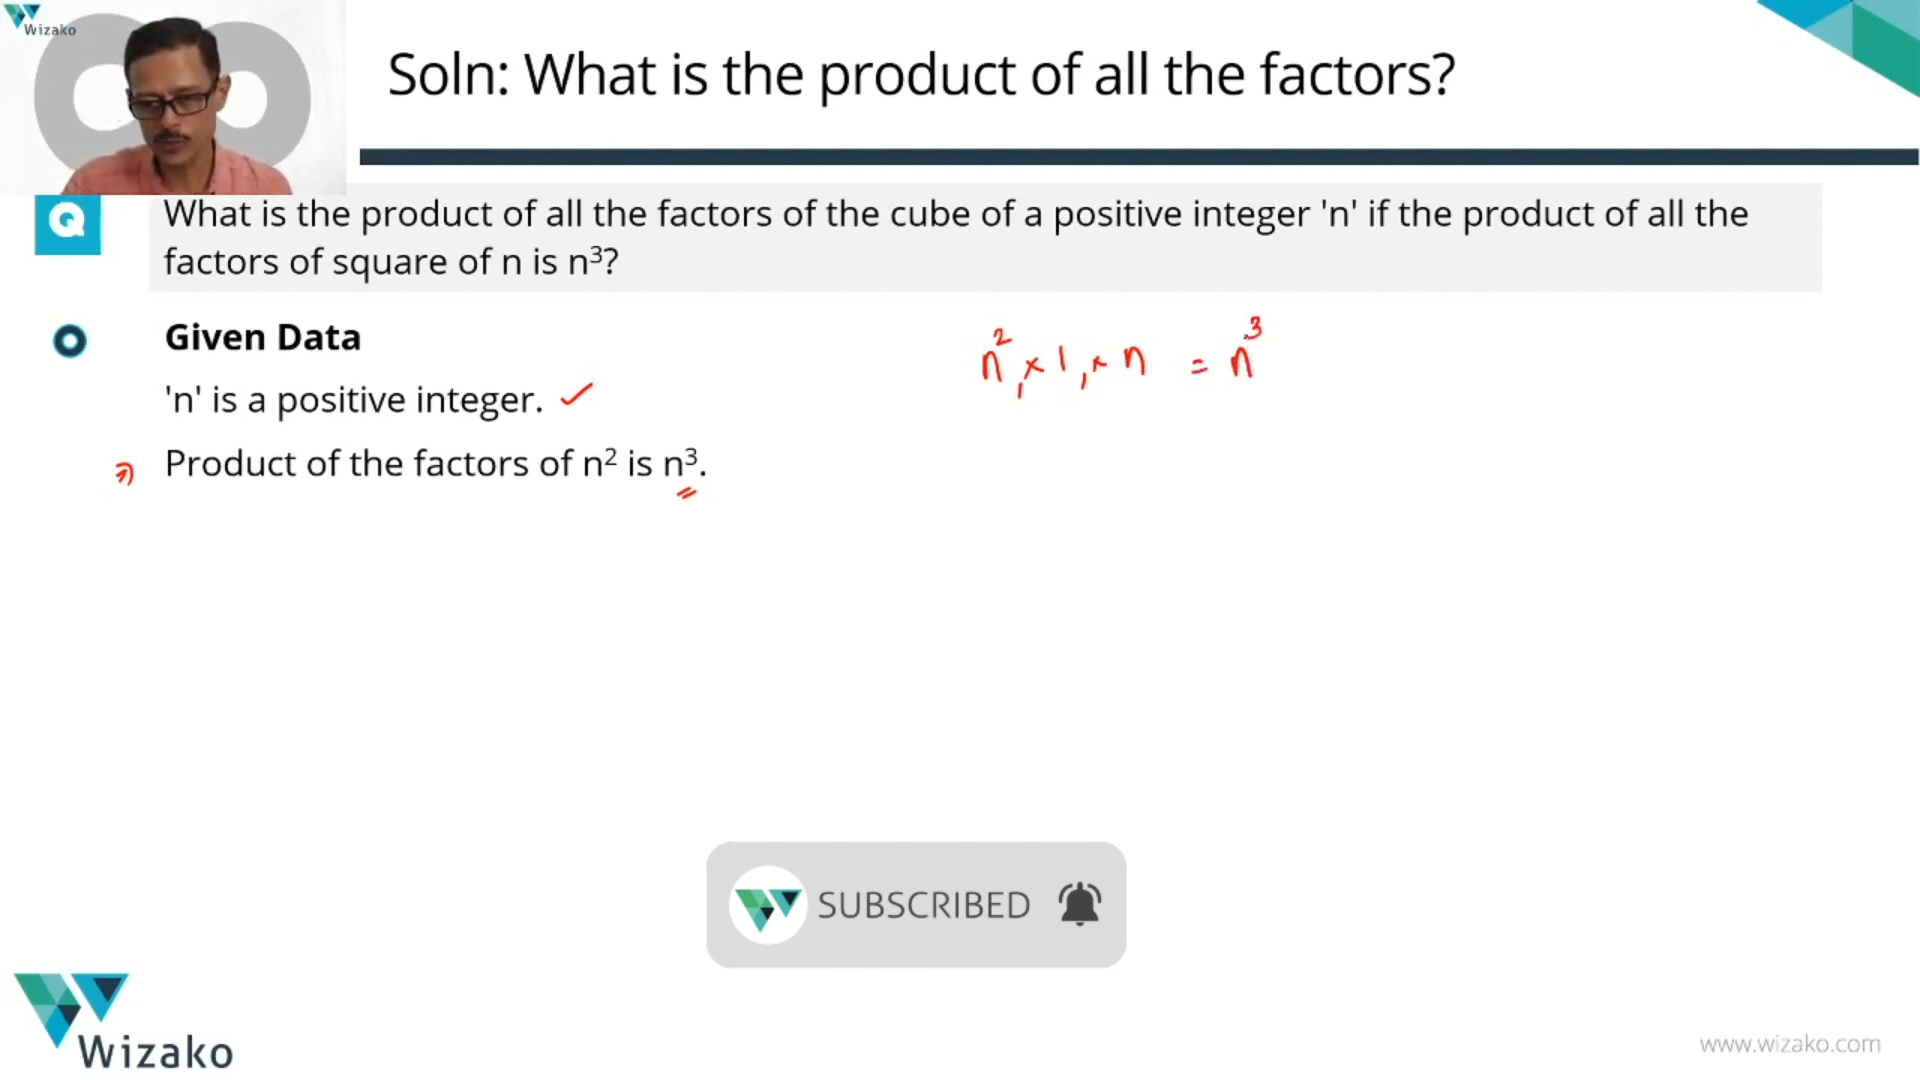 Wizako
Soln: What is the product of all the factors?
Q
What is the product of all the factors of the cube of a positive integer 'n' if the product of all the
factors of square of n is n³?
Given Data
n², × 1, × n = n³
'n' is a positive integer. ✓
Product of the factors of n² is n³.
SUBSCRIBED
Wizako
www.wizako.com